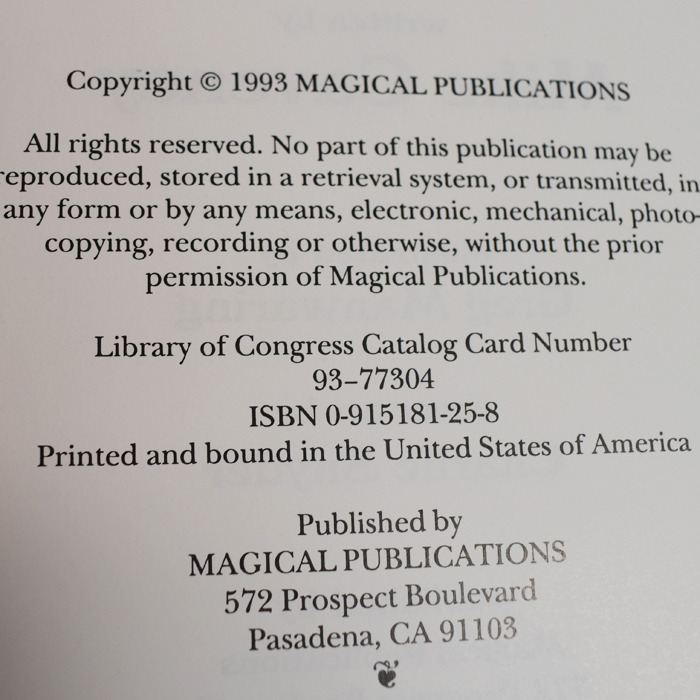 Copyright © 1993 MAGICAL PUBLICATIONS
All rights reserved. No part of this publication may be
reproduced, stored in a retrieval system, or transmitted, in
any form or by any means, electronic, mechanical, photo-
copying, recording or otherwise, without the prior
permission of Magical Publications.
Library of Congress Catalog Card Number
93–77304
ISBN 0-915181-25-8
Printed and bound in the United States of America
Published by
MAGICAL PUBLICATIONS
572 Prospect Boulevard
Pasadena, CA 91103